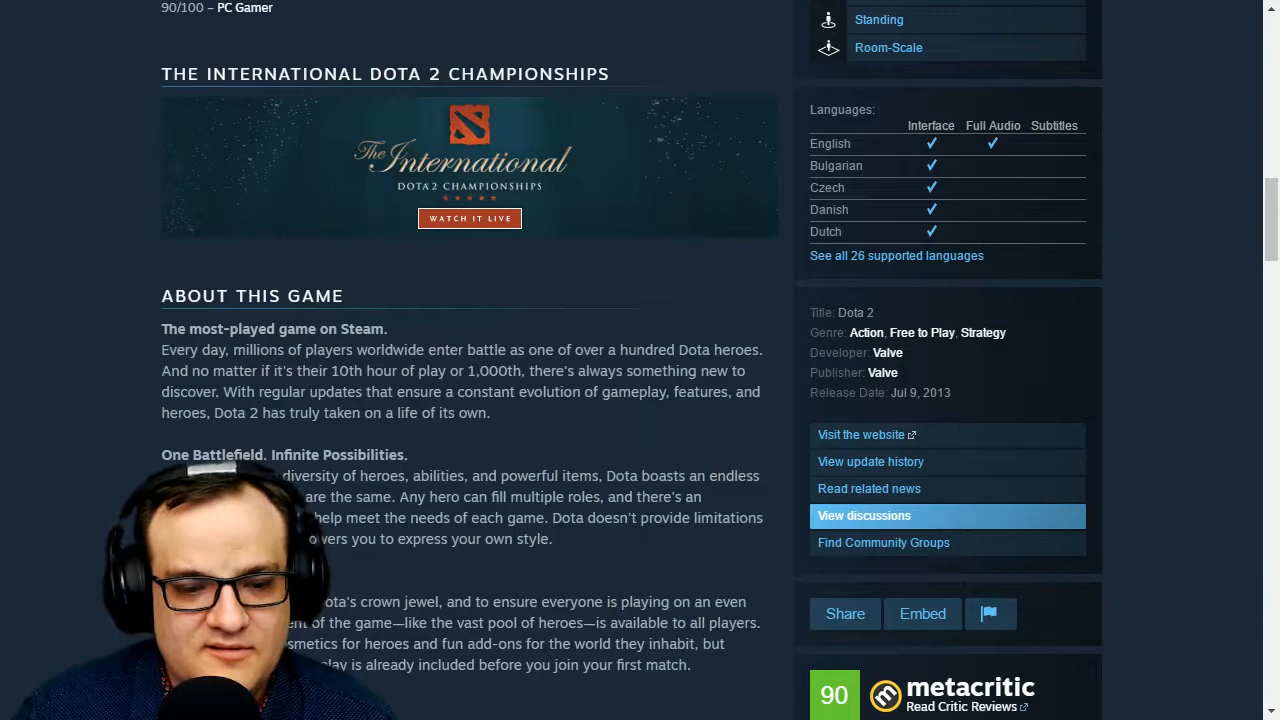 90/100 – PC Gamer
THE INTERNATIONAL DOTA 2 CHAMPIONSHIPS
The International
DOTA 2 CHAMPIONSHIPS
WATCH IT LIVE
ABOUT THIS GAME
The most-played game on Steam.
Every day, millions of players worldwide enter battle as one of over a hundred Dota heroes.
And no matter if it's their 10th hour of play or 1,000th, there's always something new to
discover. With regular updates that ensure a constant evolution of gameplay, features, and
heroes, Dota 2 has truly taken on a life of its own.
One Battlefield. Infinite Possibilities.
diversity of heroes, abilities, and powerful items, Dota boasts an endless
are the same. Any hero can fill multiple roles, and there's an
help meet the needs of each game. Dota doesn't provide limitations
you to express your own style.
crown jewel, and to ensure everyone is playing on an even
of the game—like the vast pool of heroes—is available to all players.
for heroes and fun add-ons for the world they inhabit, but
is already included before you join your first match.
Standing
Room-Scale
Languages:
Interface Full Audio Subtitles
English ✓ ✓
Bulgarian ✓
Czech ✓
Danish ✓
Dutch ✓
See all 26 supported languages
Title: Dota 2
Genre: Action, Free to Play, Strategy
Developer: Valve
Publisher: Valve
Release Date: Jul 9, 2013
Visit the website
View update history
Read related news
View discussions
Find Community Groups
Share Embed
90 metacritic
Read Critic Reviews